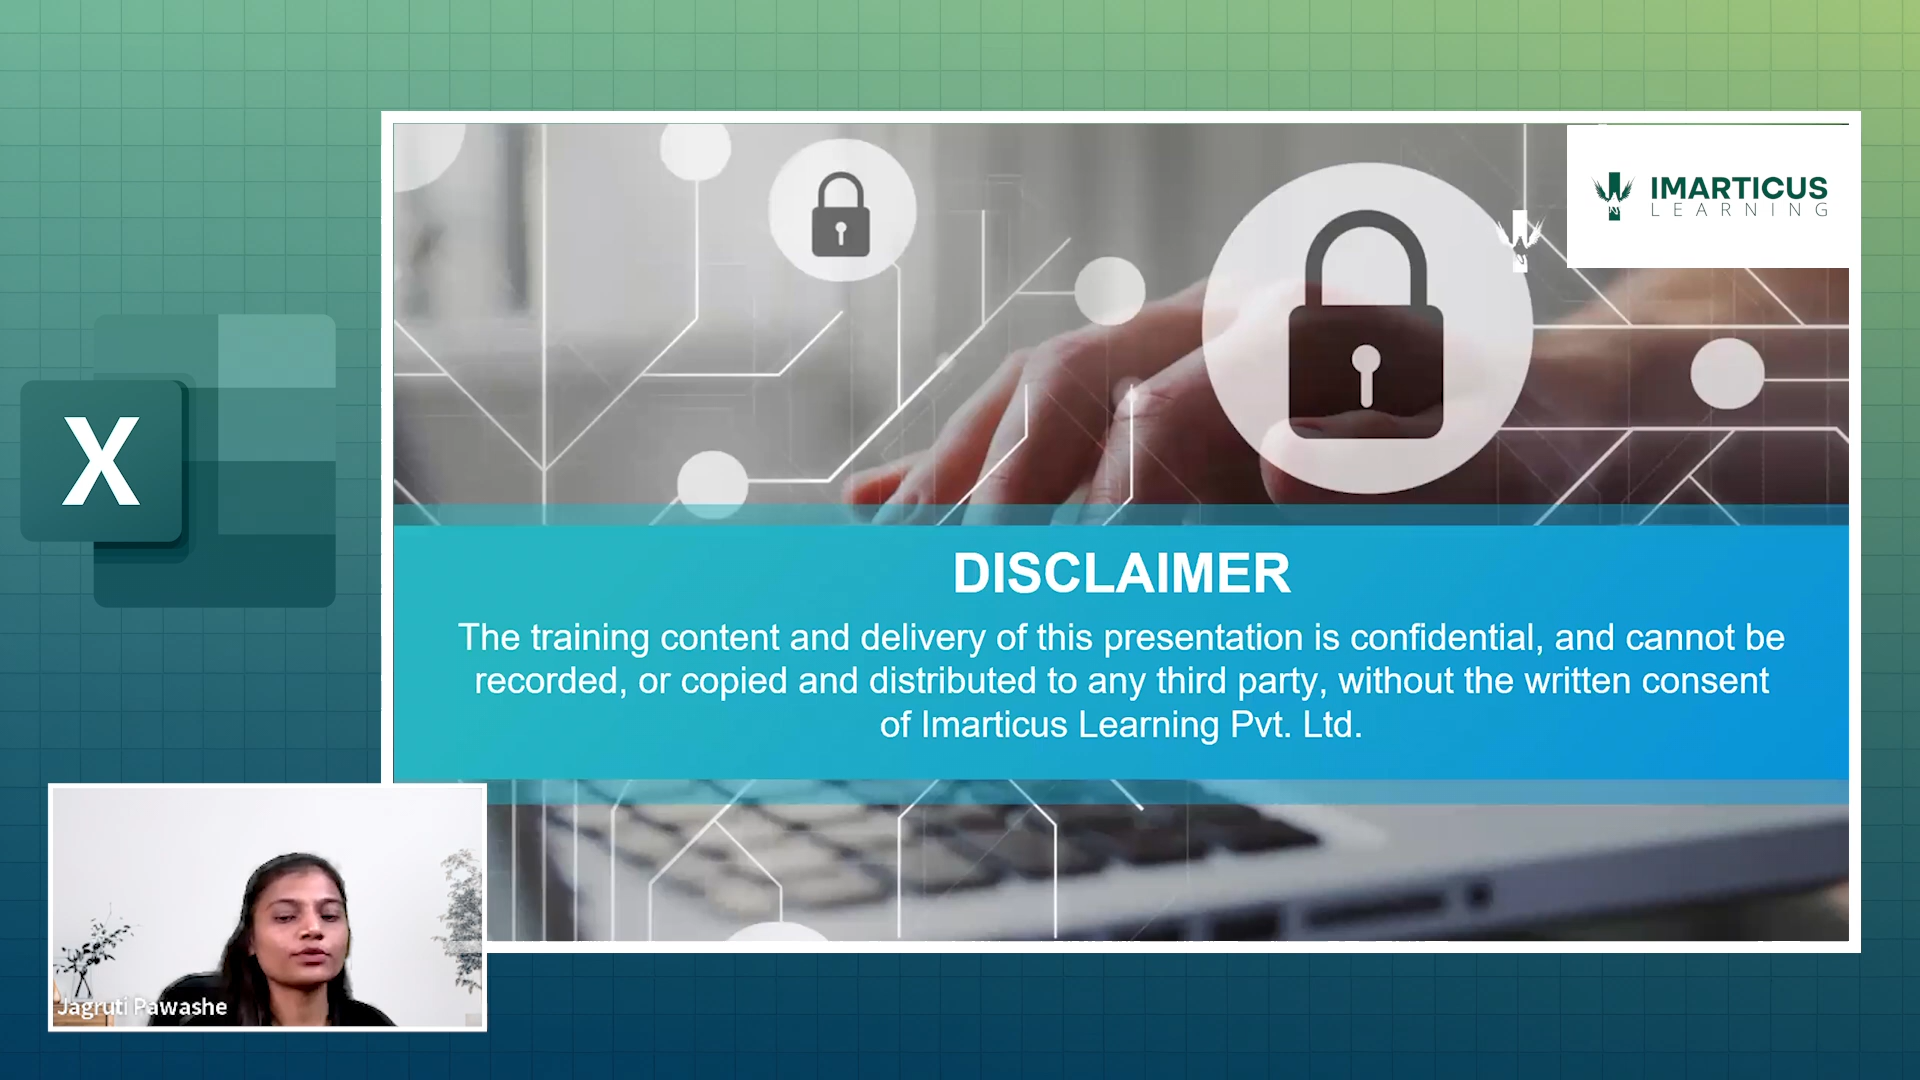 IMARTICUS
LEARNING
X
DISCLAIMER
The training content and delivery of this presentation is confidential, and cannot be
recorded, or copied and distributed to any third party, without the written consent
of Imarticus Learning Pvt. Ltd.
Jagruti Pawashe